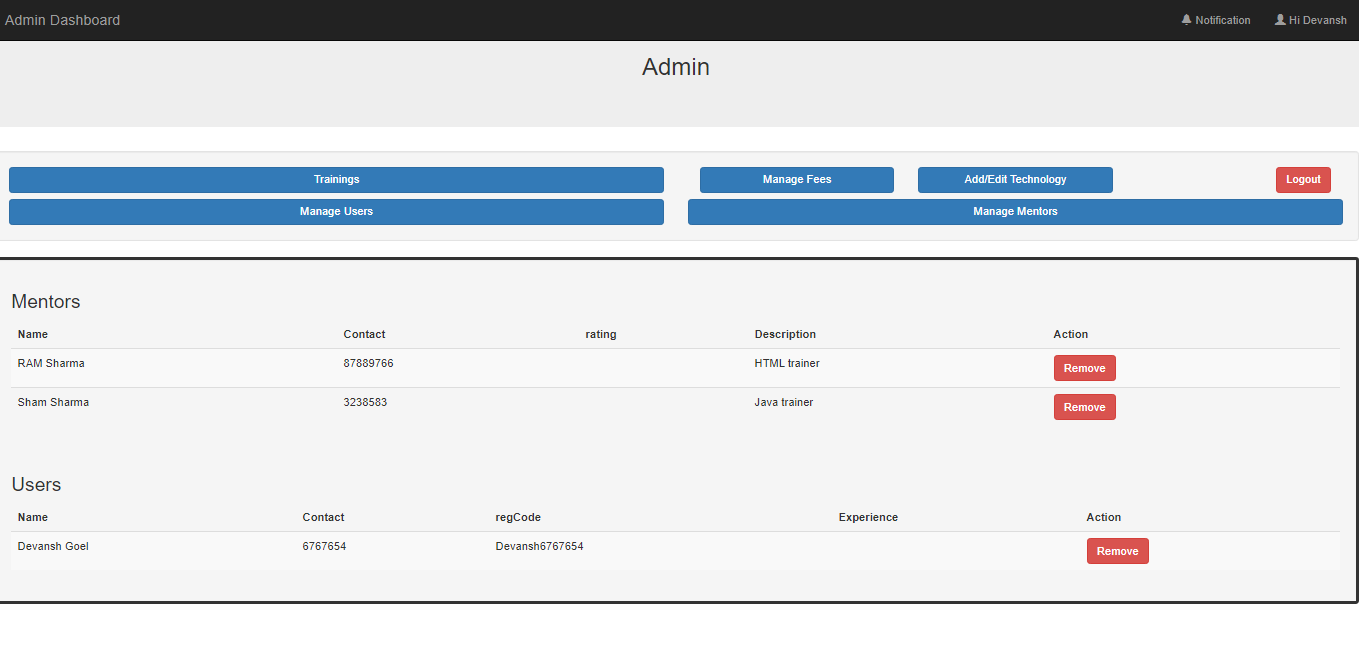 Admin Dashboard Notification Hi Devansh
Admin
Trainings Manage Fees Add/Edit Technology Logout
Manage Users Manage Mentors
Mentors
Name Contact rating Description Action
RAM Sharma 87889766 HTML trainer Remove
Sham Sharma 3238583 Java trainer Remove
Users
Name Contact regCode Experience Action
Devansh Goel 6767654 Devansh6767654 Remove